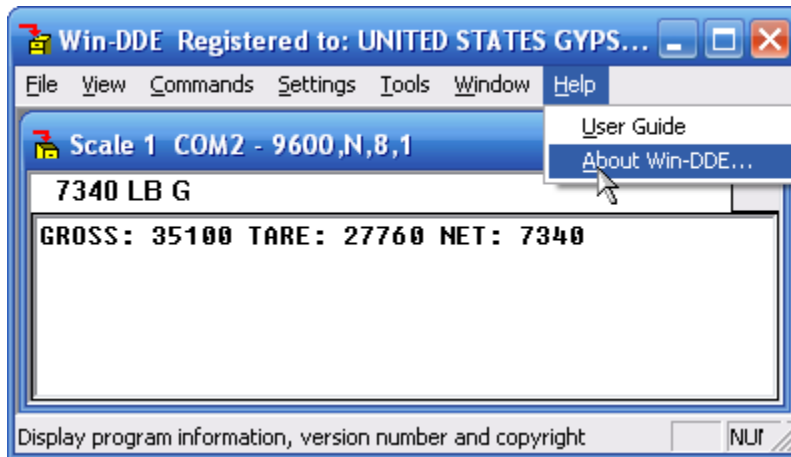 Win-DDE Registered to: UNITED STATES GYPS...
File View Commands Settings Tools Window Help
User Guide
About Win-DDE...
Scale 1 COM2 - 9600,N,8,1
7340 LB G
GROSS: 35100 TARE: 27760 NET: 7340
Display program information, version number and copyright